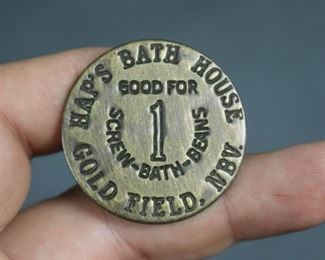 HAP'S BATH HOUSE
GOOD FOR
1
SCREW-BATH-BEANS
GOLD FIELD, NEV.